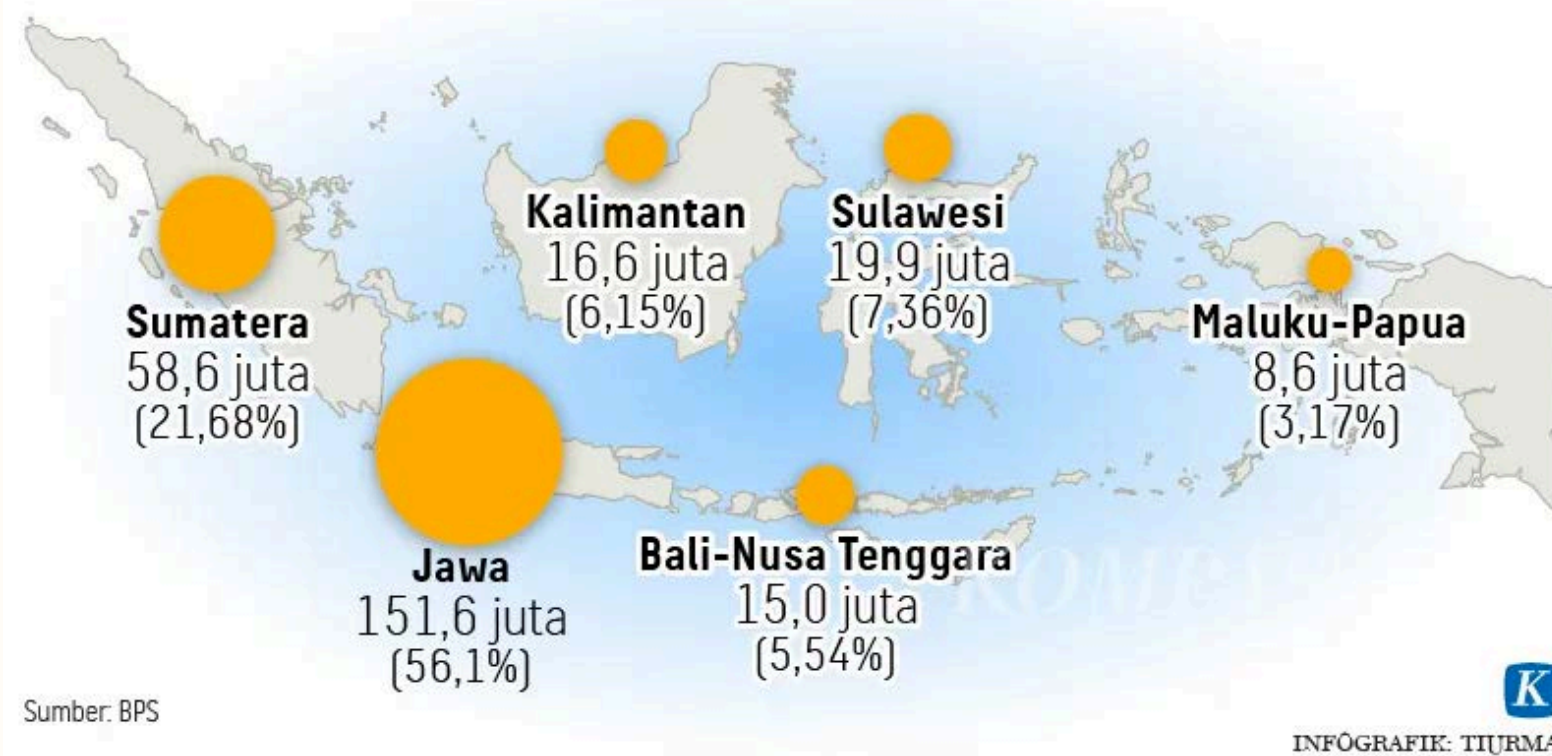 Kalimantan
16,6 juta
(6,15%)
Sulawesi
19,9 juta
(7,36%)
Sumatera
58,6 juta
(21,68%)
Maluku-Papua
8,6 juta
(3,17%)
Jawa
151,6 juta
(56,1%)
Bali-Nusa Tenggara
15,0 juta
(5,54%)
Sumber: BPS
K
INFOGRAFIK: TIURMA